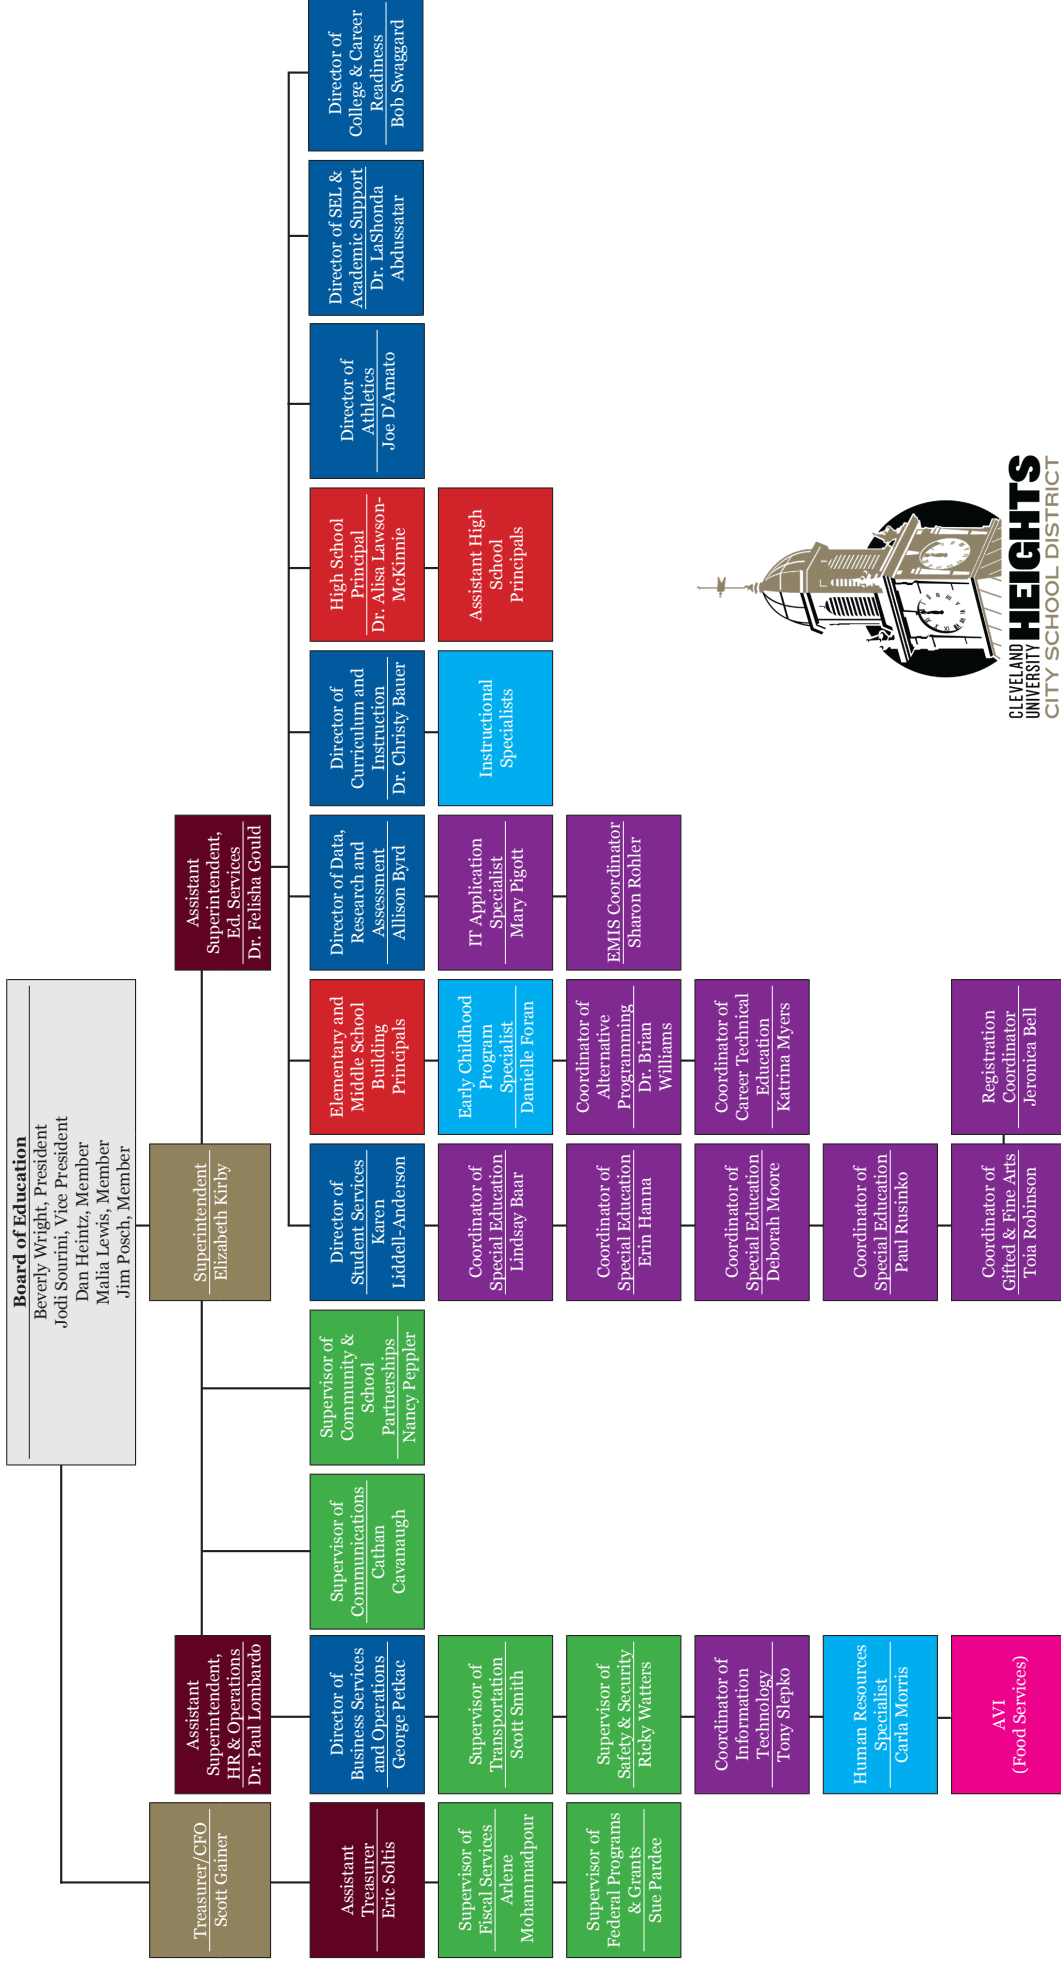 Board of Education
Beverly Wright, President
Jodi Sourini, Vice President
Dan Heintz, Member
Malia Lewis, Member
Jim Posch, Member
Treasurer/CFO
Scott Gainer
Superintendent
Elizabeth Kirby
Assistant
Superintendent,
HR & Operations
Dr. Paul Lombardo
Assistant
Superintendent,
Ed. Services
Dr. Felisha Gould
Assistant
Treasurer
Eric Soltis
Director of
Business Services
and Operations
George Petkac
Supervisor of
Communications
Cathan
Cavanaugh
Supervisor of
Community &
School
Partnerships
Nancy Peppler
Director of
Student Services
Karen
Liddell-Anderson
Elementary and
Middle School
Building
Principals
Director of Data,
Research and
Assessment
Allison Byrd
Director of
Curriculum and
Instruction
Dr. Christy Bauer
High School
Principal
Dr. Alisa Lawson-
McKinnie
Director of
Athletics
Joe D'Amato
Director of SEL &
Academic Support
Dr. LaShonda
Abdussatar
Director of
College & Career
Readiness
Bob Swaggard
Supervisor of
Fiscal Services
Arlene
Mohammadpour
Supervisor of
Transportation
Scott Smith
Coordinator of
Special Education
Lindsay Baar
Early Childhood
Program
Specialist
Danielle Foran
IT Application
Specialist
Mary Pigott
Instructional
Specialists
Assistant High
School
Principals
Supervisor of
Federal Programs
& Grants
Sue Pardee
Supervisor of
Safety & Security
Ricky Watters
Coordinator of
Special Education
Erin Hanna
Coordinator of
Alternative
Programming
Dr. Brian
Williams
EMIS Coordinator
Sharon Rohler
Coordinator of
Information
Technology
Tony Slepko
Coordinator of
Special Education
Deborah Moore
Coordinator of
Career Technical
Education
Katrina Myers
Human Resources
Specialist
Carla Morris
Coordinator of
Special Education
Paul Rusinko
AVI
(Food Services)
Coordinator of
Gifted & Fine Arts
Toia Robinson
Registration
Coordinator
Jeronica Bell
CLEVELAND
UNIVERSITY
HEIGHTS
CITY SCHOOL DISTRICT